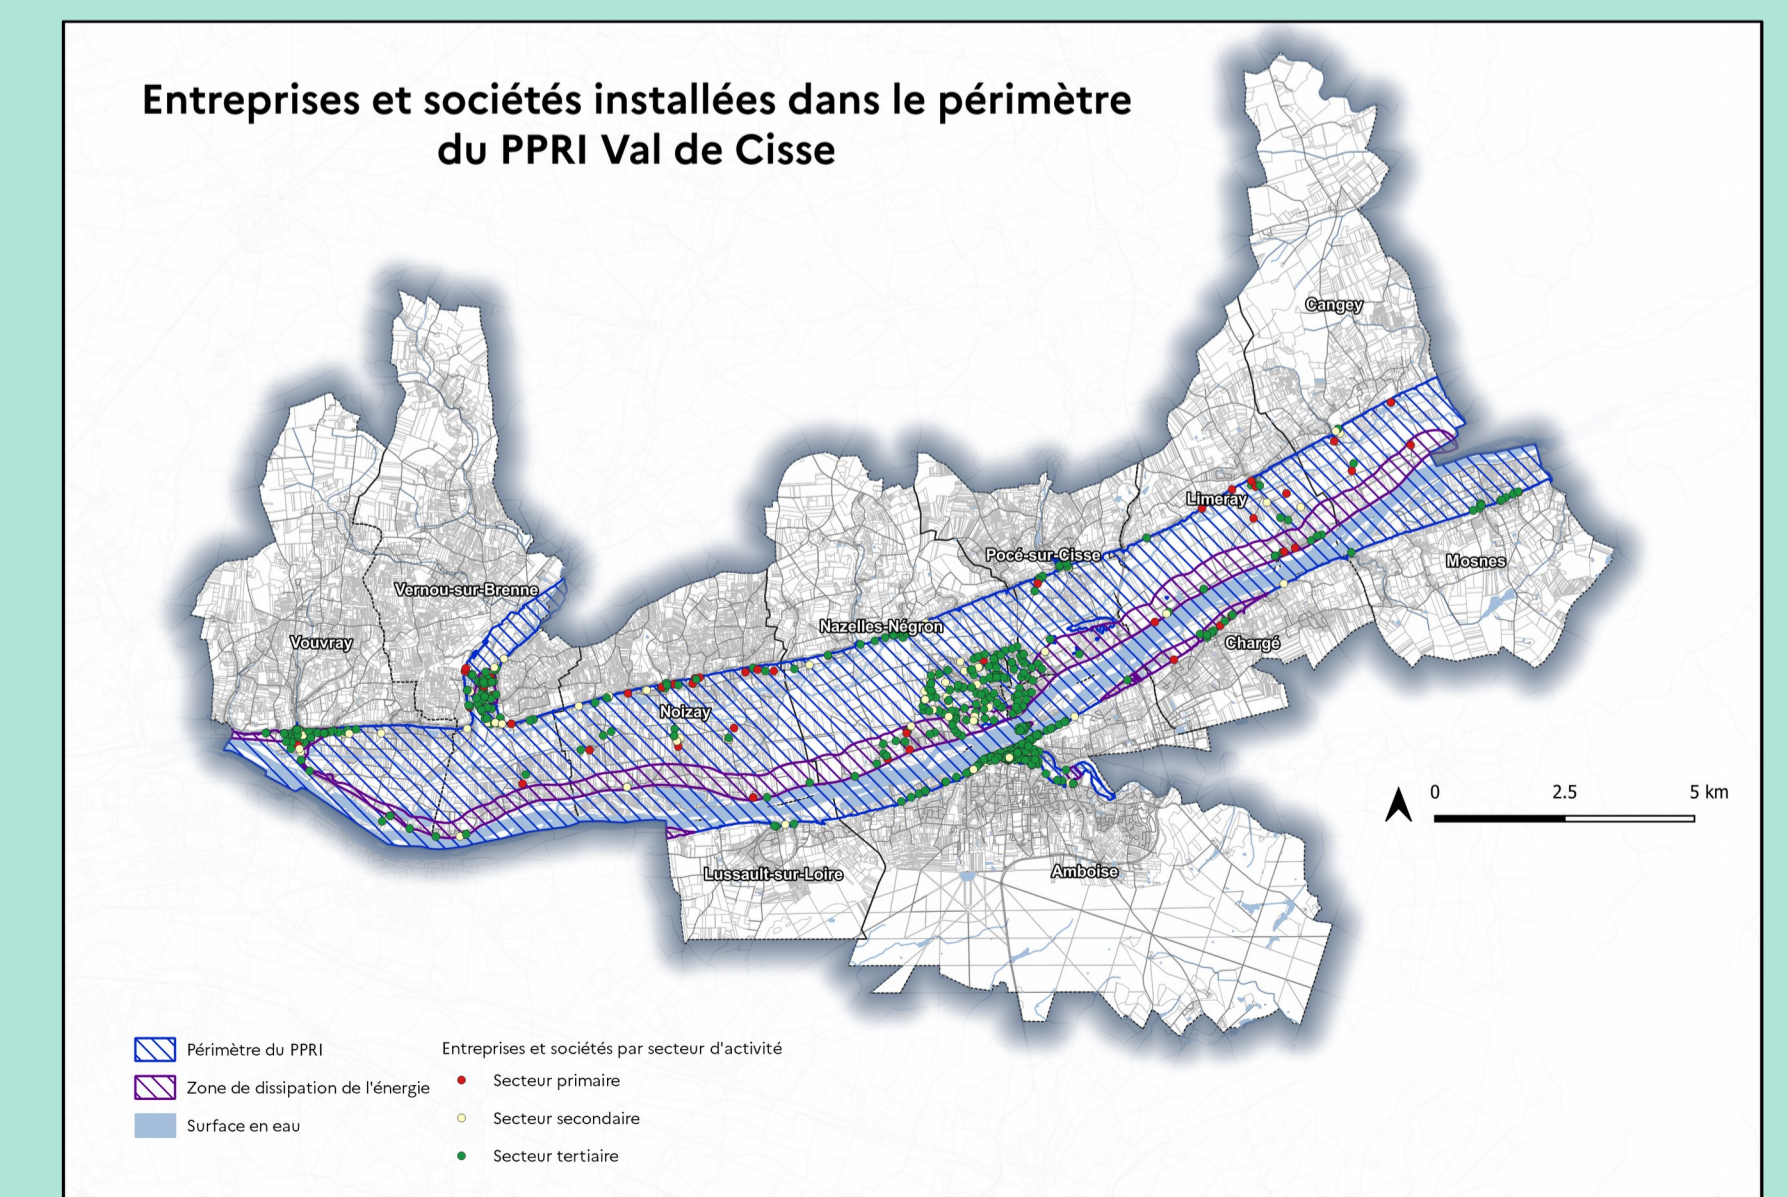 Entreprises et sociétés installées dans le périmètre
du PPRI Val de Cisse
Cangey
Limeray
Pocé-sur-Cisse
Mosnes
Vernou-sur-Brenne
Nazelles-Négron
Vouvray
Chargé
Noizay
0 2.5 5 km
Lussault-sur-Loire
Amboise
Périmètre du PPRI
Zone de dissipation de l'énergie
Surface en eau
Entreprises et sociétés par secteur d'activité
Secteur primaire
Secteur secondaire
Secteur tertiaire